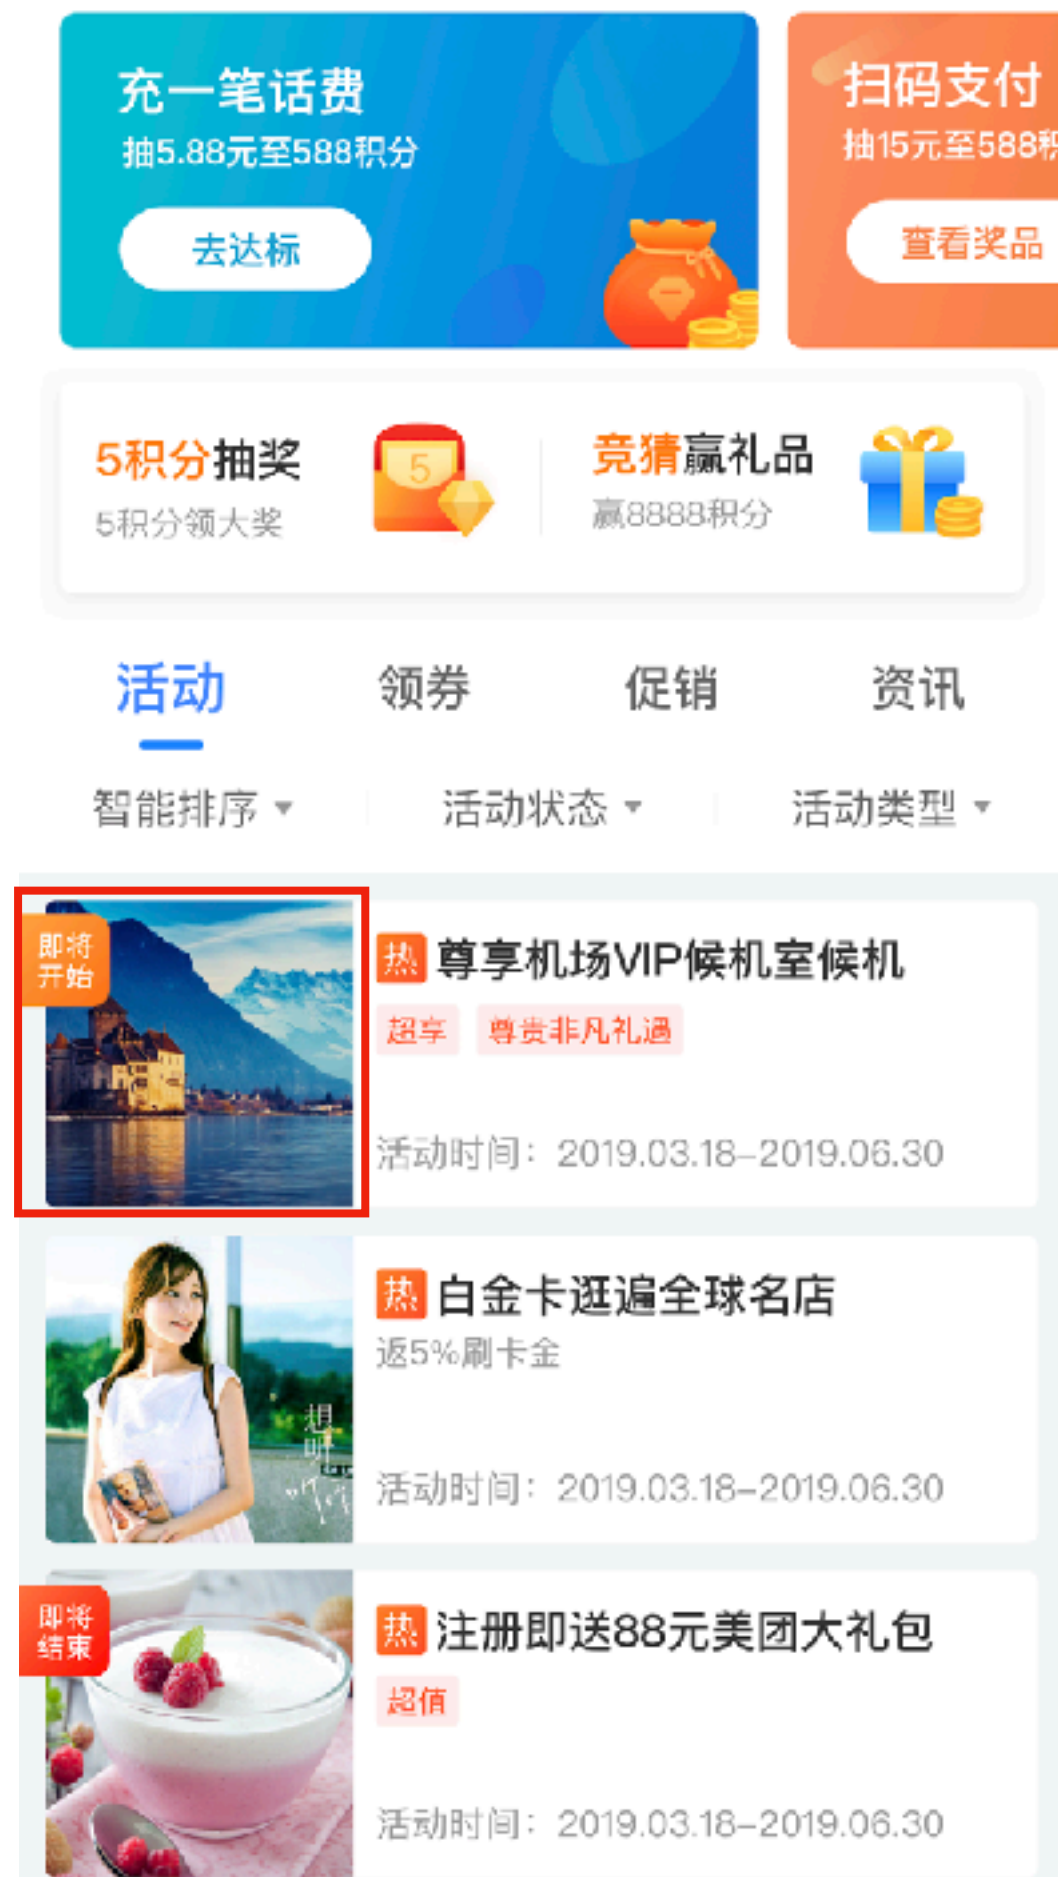 充一笔话费
抽5.88元至588积分
去达标
扫码支付
抽15元至588积
查看奖品
5积分抽奖
5积分领大奖
5
竞猜赢礼品
赢8888积分
活动
领券
促销
资讯
智能排序
活动状态
活动类型
即将
开始
热 尊享机场VIP候机室候机
超享 尊贵非凡礼遇
活动时间：2019.03.18–2019.06.30
热 白金卡逛遍全球名店
返5%刷卡金
想
听
活动时间：2019.03.18–2019.06.30
即将
结束
热 注册即送88元美团大礼包
超值
活动时间：2019.03.18–2019.06.30